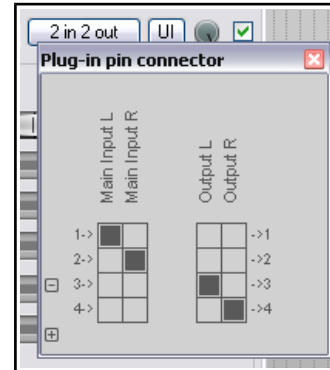 2 in 2 out UI
Plug-in pin connector
Main Input L
Main Input R
Output L
Output R
1-> ->1
2-> ->2
3-> ->3
4-> ->4